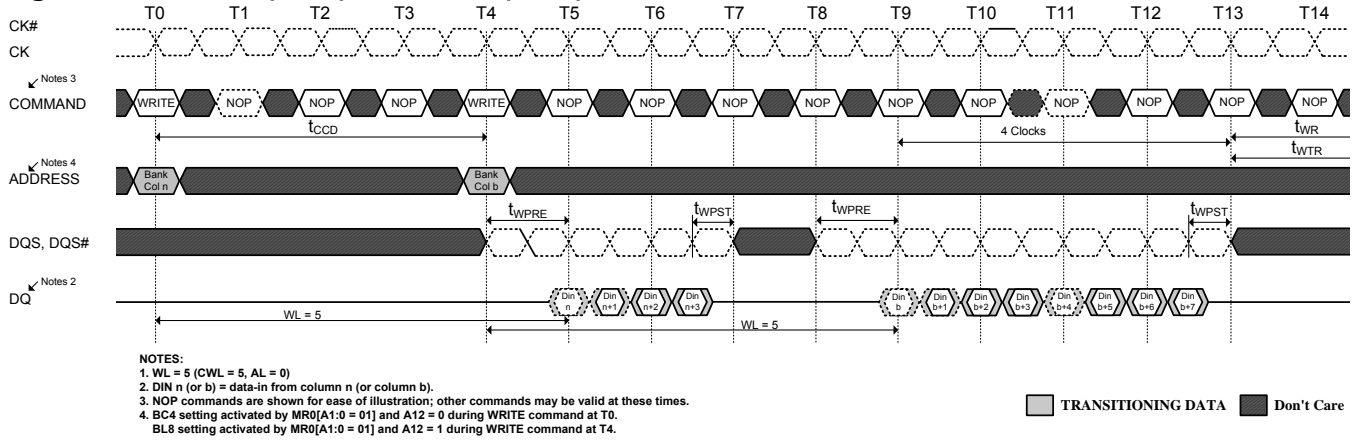 T0 T1 T2 T3 T4 T5 T6 T7 T8 T9 T10 T11 T12 T13 T14
CK#
CK
Notes 3
COMMAND
WRITE NOP NOP NOP WRITE NOP NOP NOP NOP NOP NOP NOP NOP NOP NOP
tCCD
4 Clocks
tWR
tWTR
Notes 4
ADDRESS
Bank
Col n
Bank
Col b
tWPRE
tWPST
tWPRE
tWPST
DQS, DQS#
Notes 2
DQ
Din
n
Din
n+1
Din
n+2
Din
n+3
Din
b
Din
b+1
Din
b+2
Din
b+3
Din
b+4
Din
b+5
Din
b+6
Din
b+7
WL = 5
WL = 5
NOTES:
1. WL = 5 (CWL = 5, AL = 0)
2. DIN n (or b) = data-in from column n (or column b).
3. NOP commands are shown for ease of illustration; other commands may be valid at these times.
4. BC4 setting activated by MR0[A1:0 = 01] and A12 = 0 during WRITE command at T0.
BL8 setting activated by MR0[A1:0 = 01] and A12 = 1 during WRITE command at T4.
TRANSITIONING DATA
Don't Care